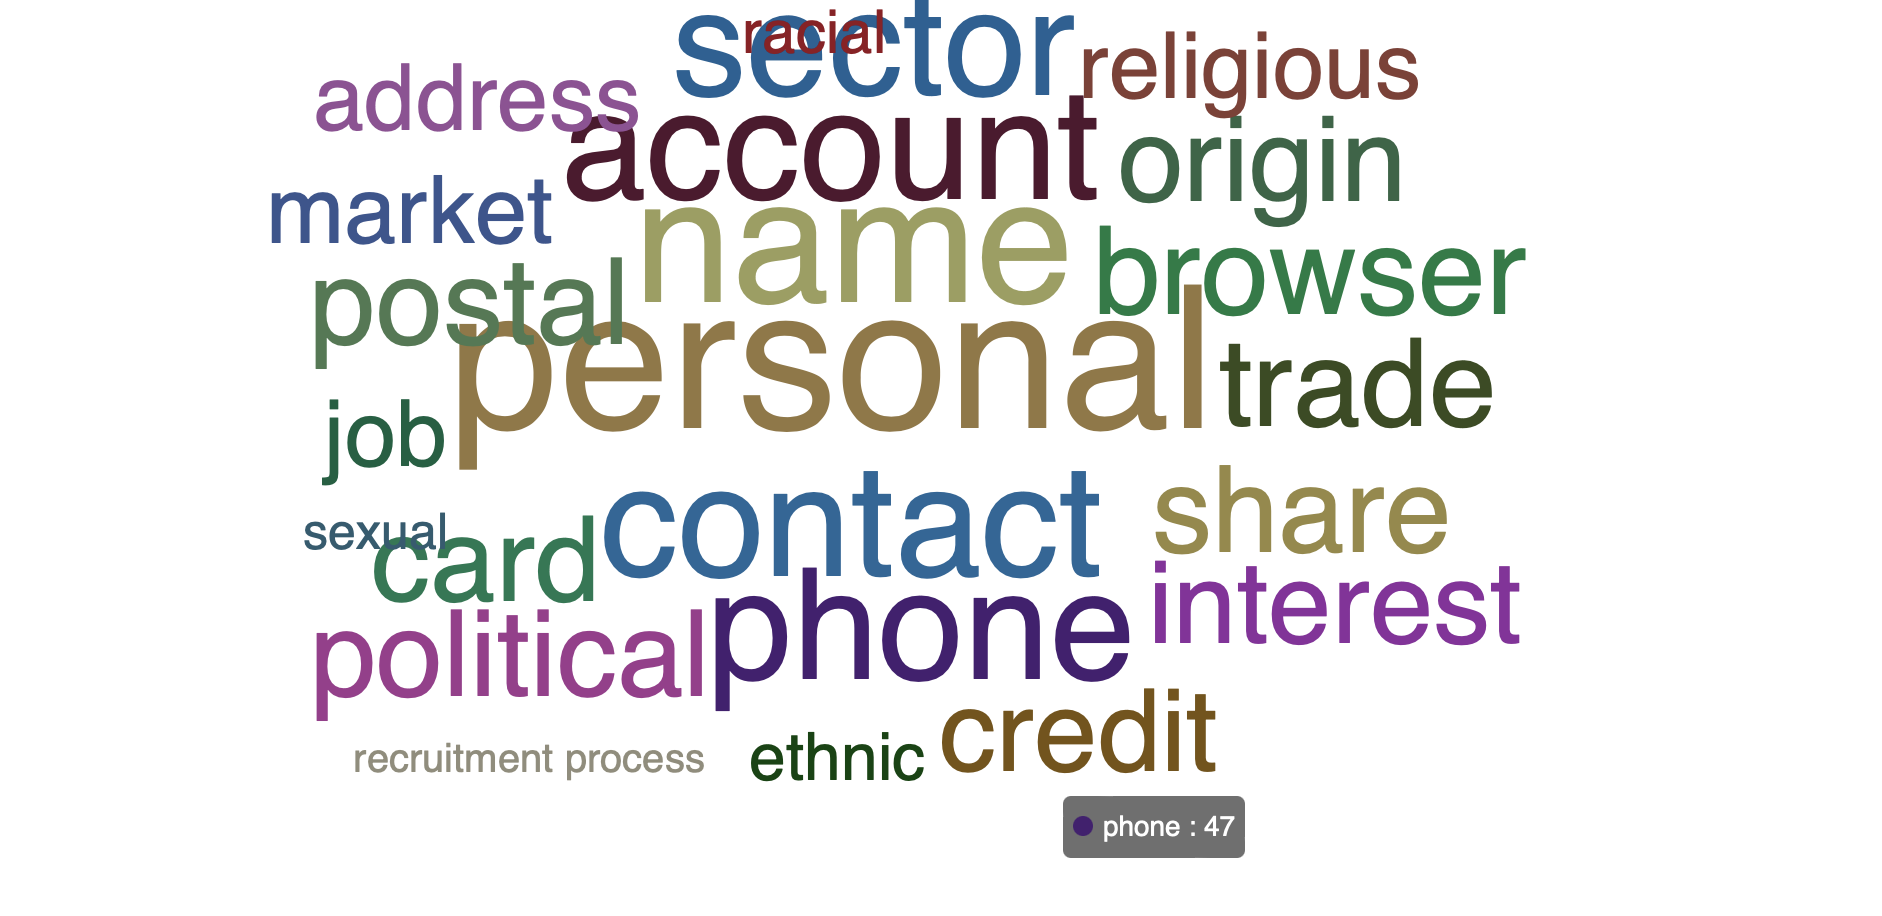 sector
racial
religious
address
account
origin
market
name
browser
postal
personal
trade
job
contact
share
sexual
card
phone
interest
political
credit
ethnic
recruitment process
phone : 47